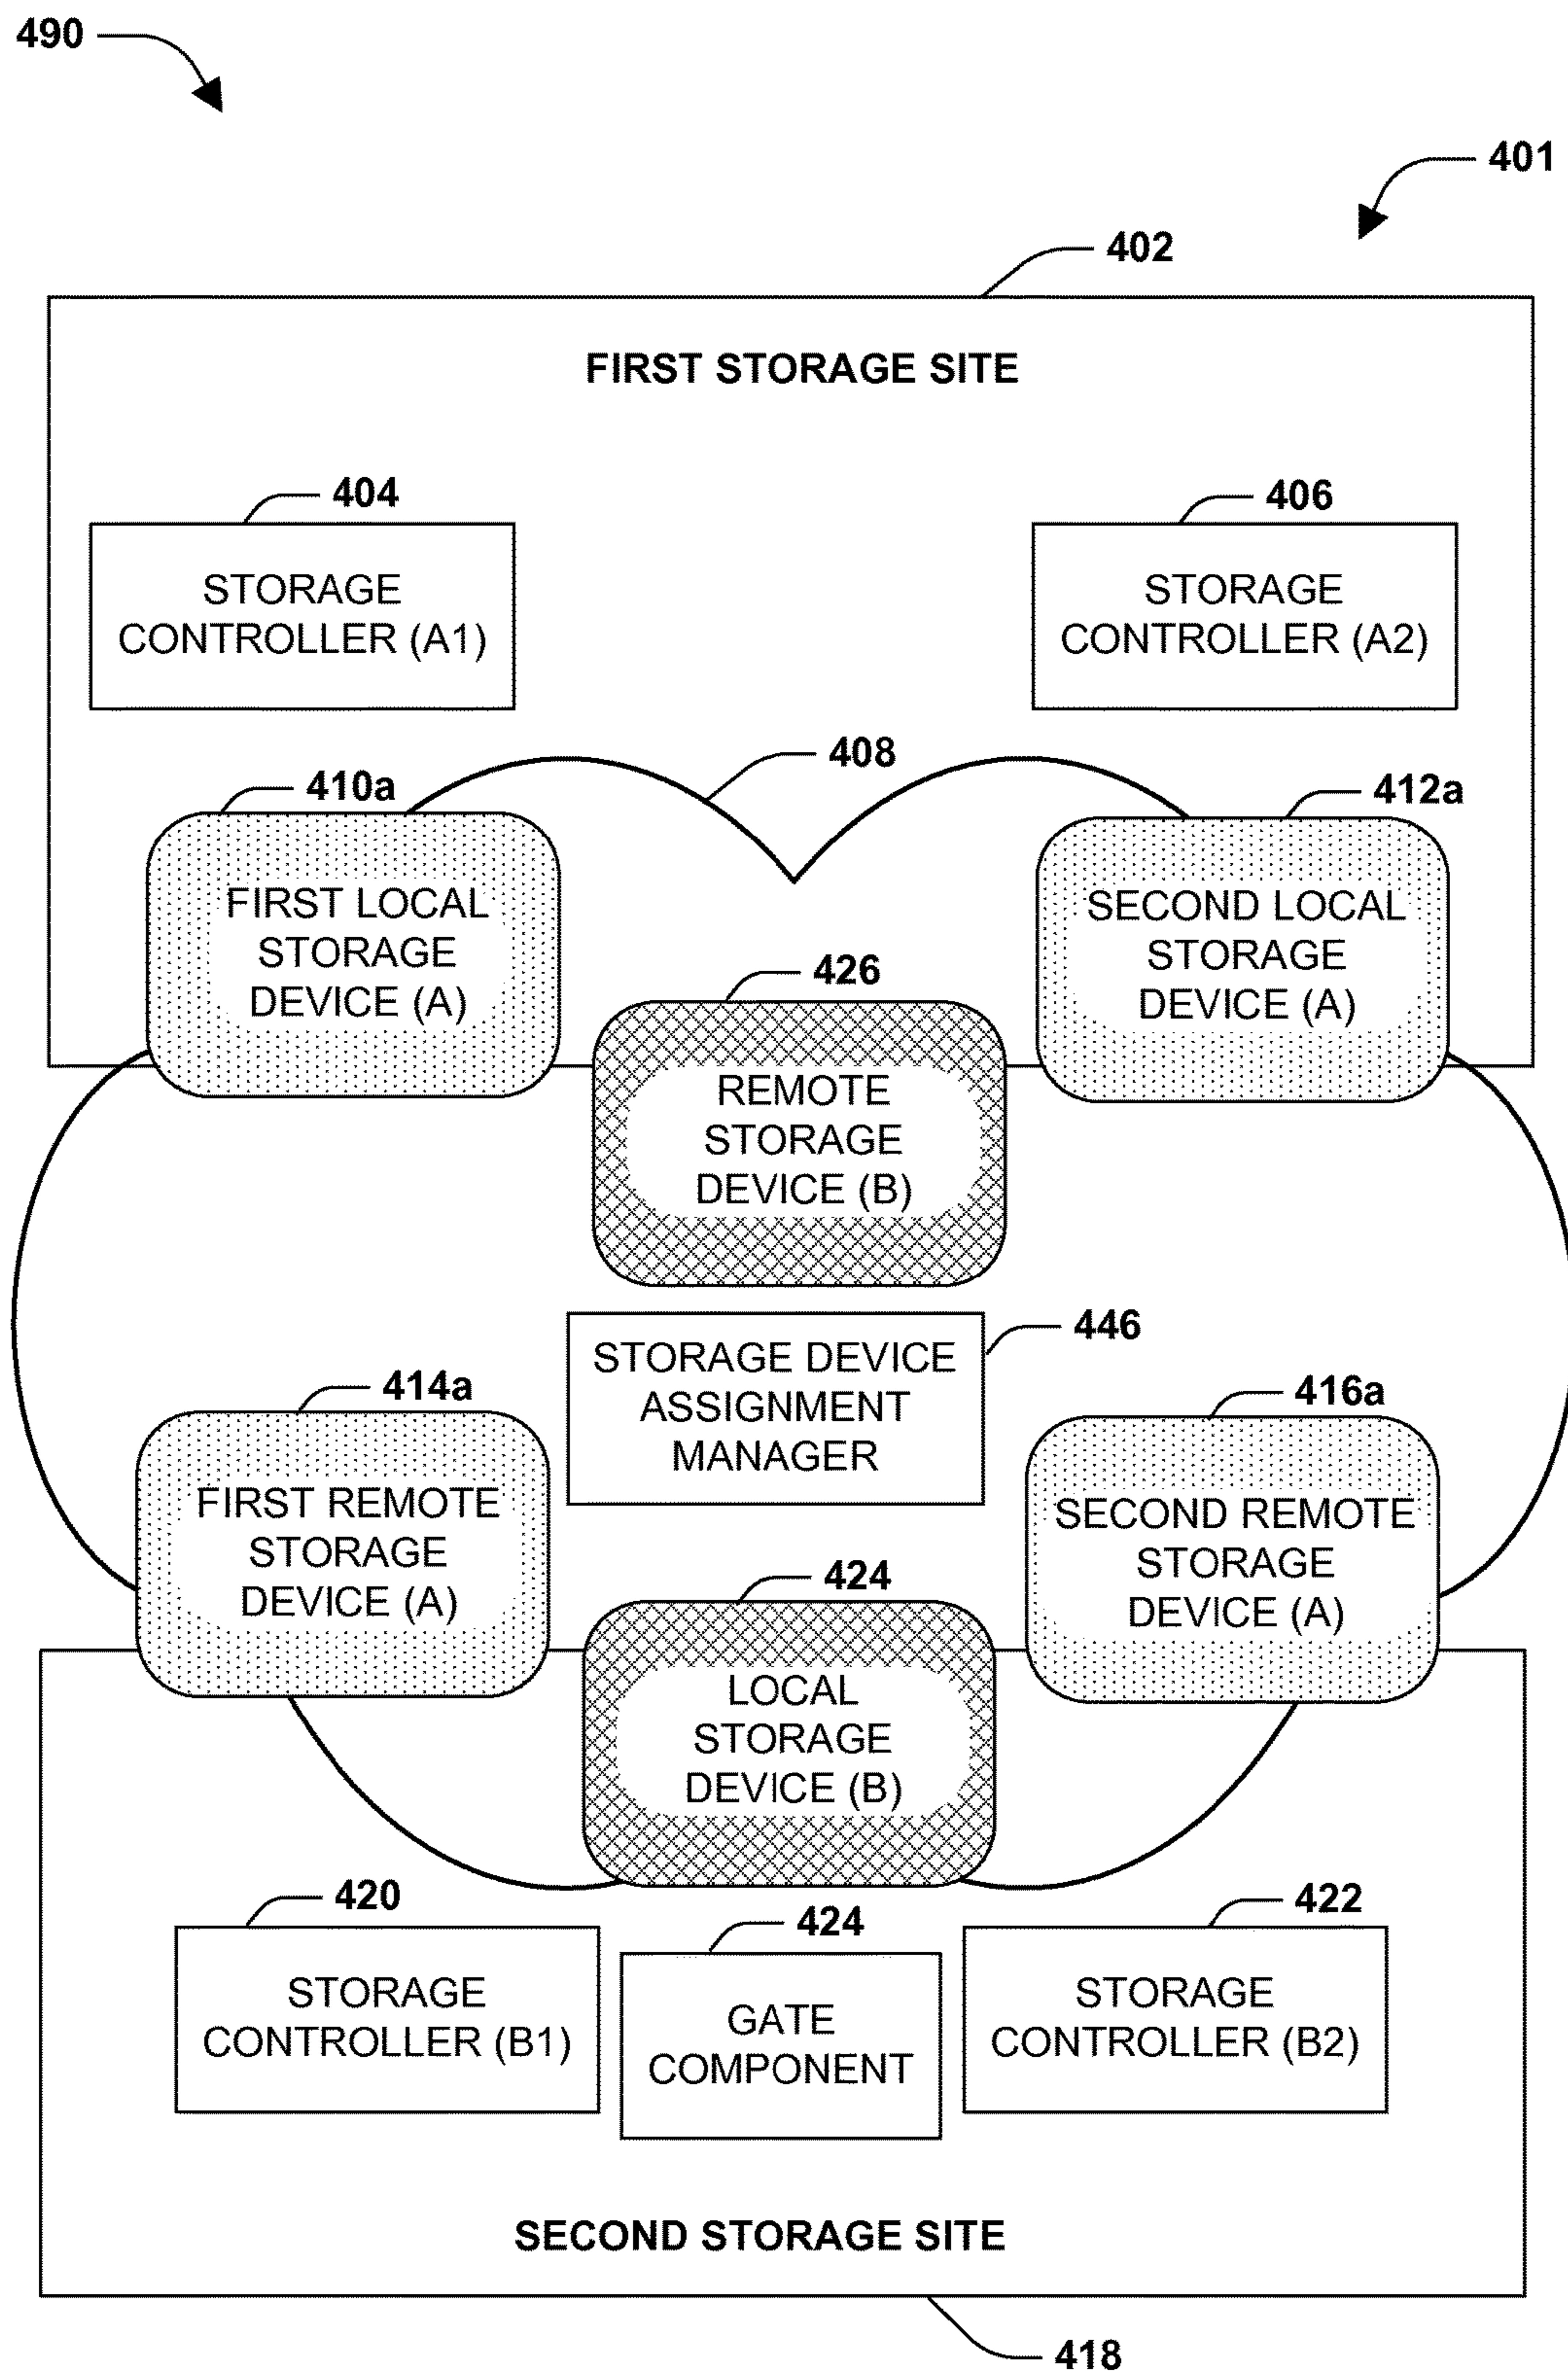 490
401
402
FIRST STORAGE SITE
404
STORAGE
CONTROLLER (A1)
406
STORAGE
CONTROLLER (A2)
408
410a
FIRST LOCAL
STORAGE
DEVICE (A)
412a
SECOND LOCAL
STORAGE
DEVICE (A)
426
REMOTE
STORAGE
DEVICE (B)
446
STORAGE DEVICE
ASSIGNMENT
MANAGER
414a
FIRST REMOTE
STORAGE
DEVICE (A)
416a
SECOND REMOTE
STORAGE
DEVICE (A)
424
LOCAL
STORAGE
DEVICE (B)
420
STORAGE
CONTROLLER (B1)
424
GATE
COMPONENT
422
STORAGE
CONTROLLER (B2)
SECOND STORAGE SITE
418